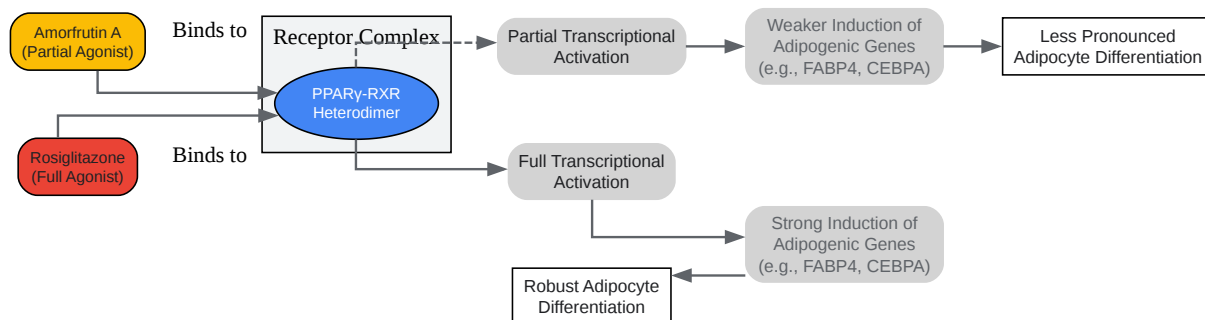 Amorfrutin A
(Partial Agonist)
Binds to
Receptor Complex
PPARγ-RXR
Heterodimer
Partial Transcriptional
Activation
Weaker Induction of
Adipogenic Genes
(e.g., FABP4, CEBPA)
Less Pronounced
Adipocyte Differentiation
Rosiglitazone
(Full Agonist)
Binds to
Full Transcriptional
Activation
Strong Induction of
Adipogenic Genes
(e.g., FABP4, CEBPA)
Robust Adipocyte
Differentiation